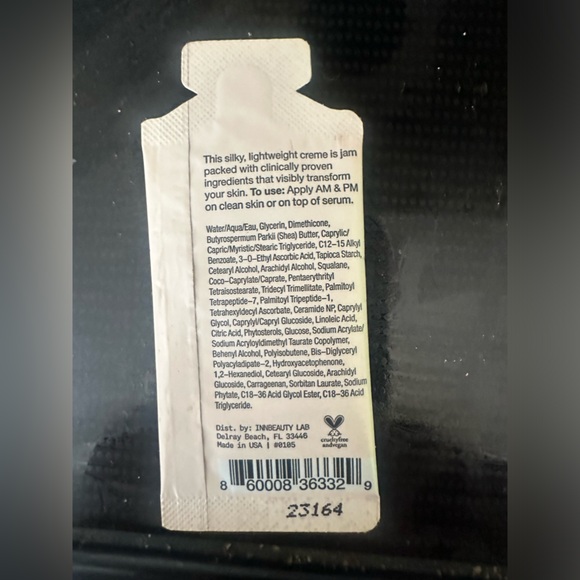 This silky, lightweight creme is jam
packed with clinically proven
ingredients that visibly transform
your skin. To use: Apply AM & PM
on clean skin or on top of serum.
Water/Aqua/Eau, Glycerin, Dimethicone,
Butyrospermum Parkii (Shea) Butter, Caprylic/
Capric/Myristic/Stearic Triglyceride, C12-15 Alkyl
Benzoate, 3-O-Ethyl Ascorbic Acid, Tapioca Starch,
Cetearyl Alcohol, Arachidyl Alcohol, Squalane,
Coco-Caprylate/Caprate, Pentaerythrityl
Tetraisostearate, Tridecyl Trimellitate, Palmitoyl
Tetrapeptide-7, Palmitoyl Tripeptide-1,
Tetrahexyldecyl Ascorbate, Ceramide NP, Caprylyl
Glycol, Caprylyl/Capryl Glucoside, Linoleic Acid,
Citric Acid, Phytosterols, Glucose, Sodium Acrylate/
Sodium Acryloyldimethyl Taurate Copolymer,
Behenyl Alcohol, Polyisobutene, Bis-Diglyceryl
Polyacyladipate-2, Hydroxyacetophenone,
1,2-Hexanediol, Cetearyl Glucoside, Arachidyl
Glucoside, Carrageenan, Sorbitan Laurate, Sodium
Phytate, C18-36 Acid Glycol Ester, C18-36 Acid
Triglyceride.
Dist. by: INNBEAUTY LAB
Delray Beach, FL 33446
Made in USA | #0105
crueltyfree
andvegan
8 60008 36332 9
23164